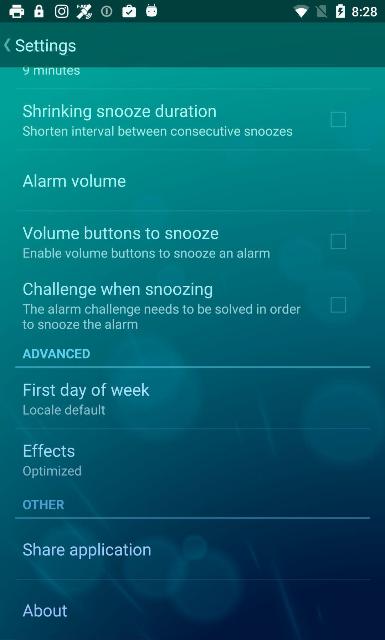 8:28
Settings
9 minutes
Shrinking snooze duration
Shorten interval between consecutive snoozes
Alarm volume
Volume buttons to snooze
Enable volume buttons to snooze an alarm
Challenge when snoozing
The alarm challenge needs to be solved in order
to snooze the alarm
ADVANCED
First day of week
Locale default
Effects
Optimized
OTHER
Share application
About